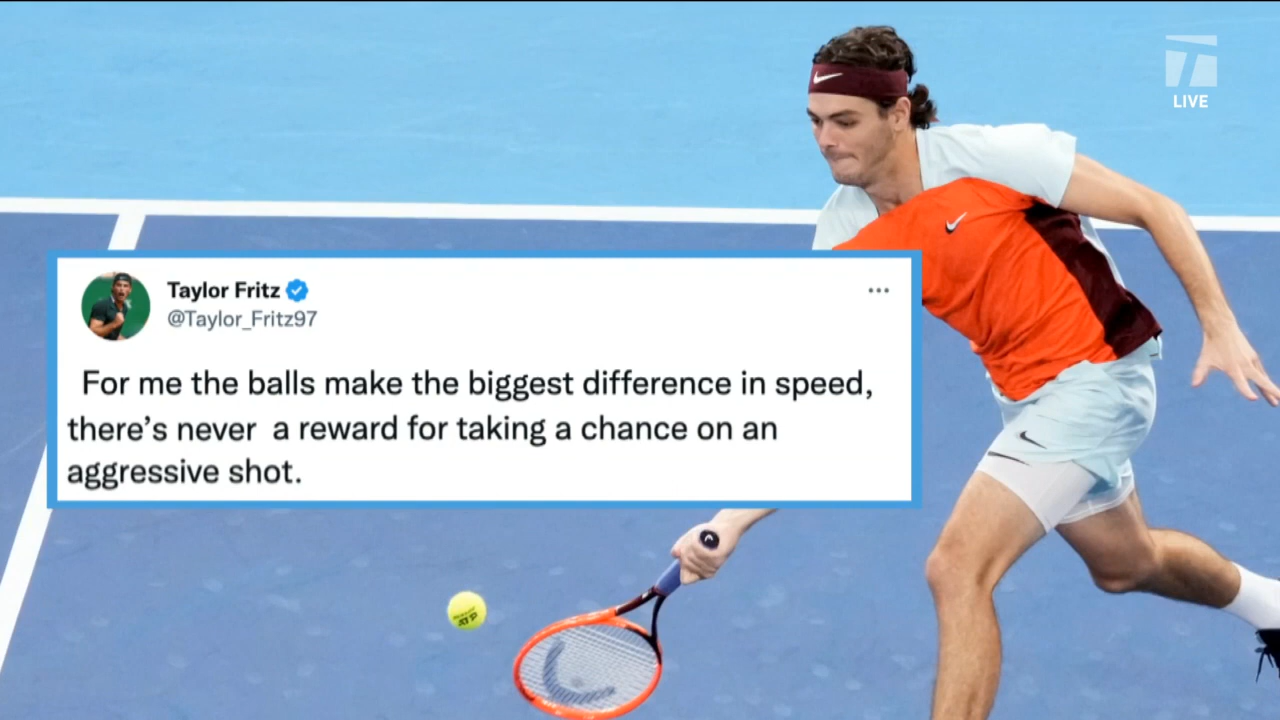 LIVE
Taylor Fritz
@Taylor_Fritz97
For me the balls make the biggest difference in speed,
there’s never a reward for taking a chance on an
aggressive shot.
ATP